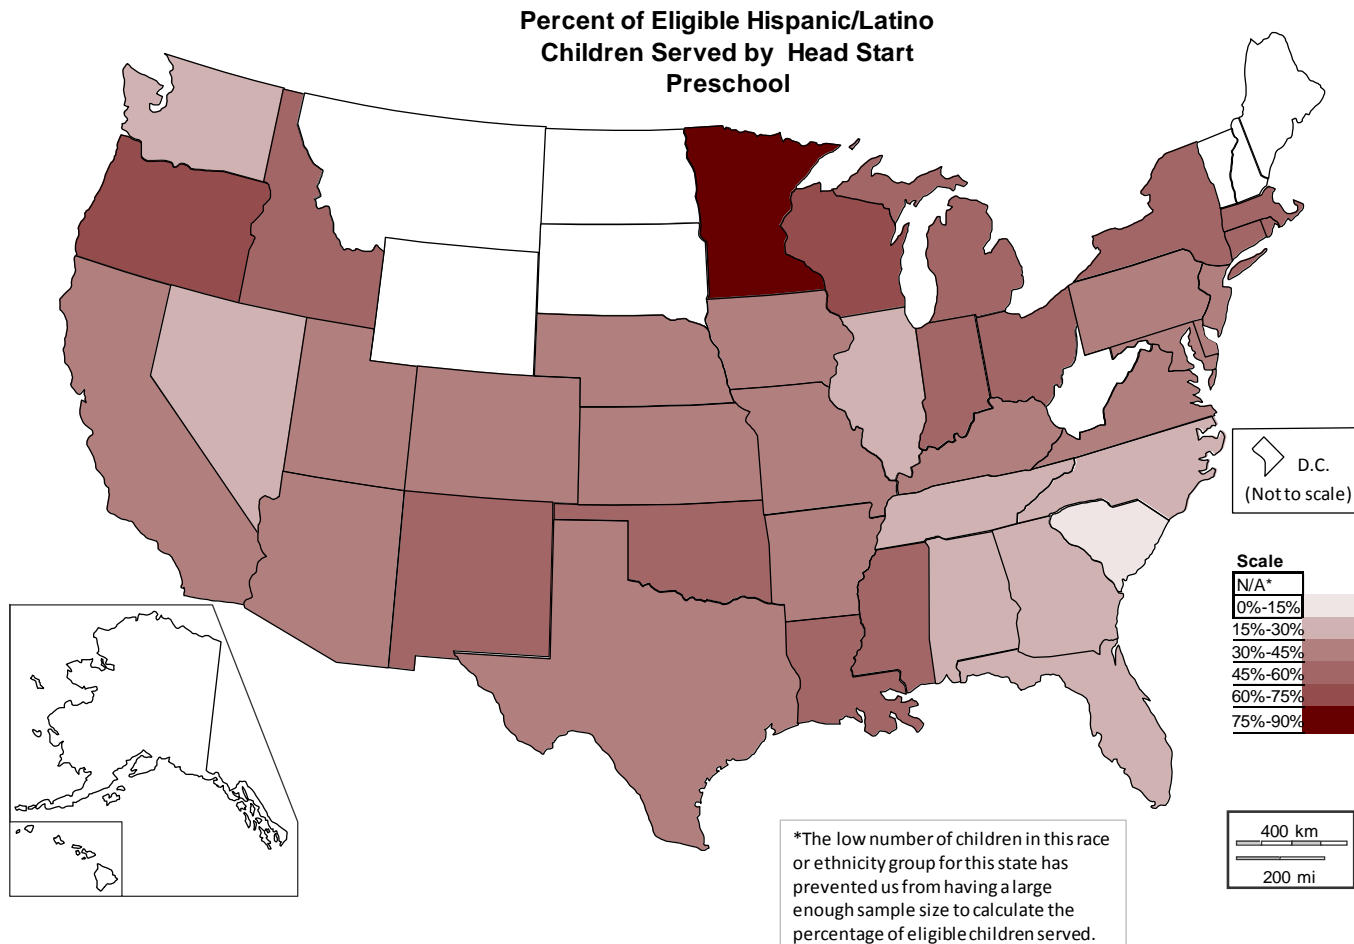 Percent of Eligible Hispanic/Latino
Children Served by Head Start
Preschool
D.C.
(Not to scale)
Scale
N/A*
0%-15%
15%-30%
30%-45%
45%-60%
60%-75%
75%-90%
400 km
200 mi
*The low number of children in this race
or ethnicity group for this state has
prevented us from having a large
enough sample size to calculate the
percentage of eligible children served.